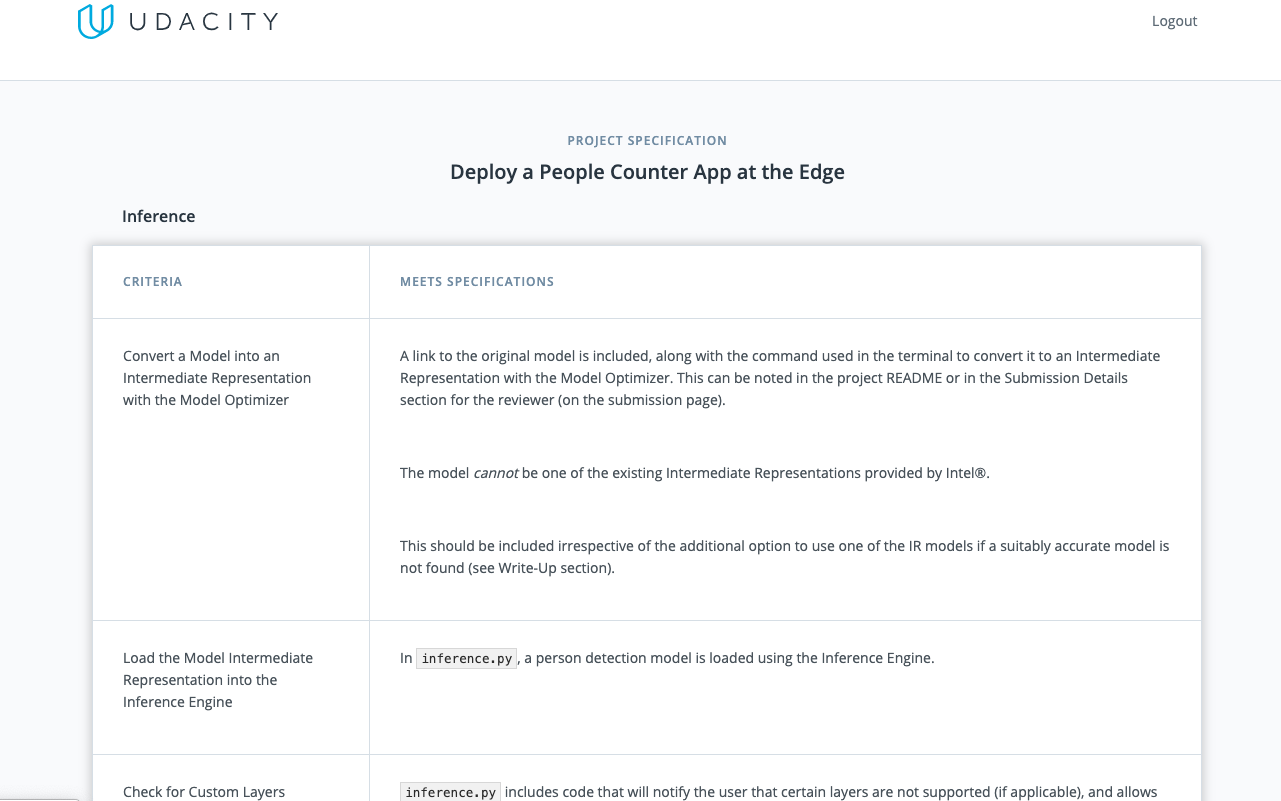 UDACITY
Logout
PROJECT SPECIFICATION
Deploy a People Counter App at the Edge
Inference
CRITERIA
MEETS SPECIFICATIONS
Convert a Model into an
Intermediate Representation
with the Model Optimizer
A link to the original model is included, along with the command used in the terminal to convert it to an Intermediate
Representation with the Model Optimizer. This can be noted in the project README or in the Submission Details
section for the reviewer (on the submission page).
The model cannot be one of the existing Intermediate Representations provided by Intel®.
This should be included irrespective of the additional option to use one of the IR models if a suitably accurate model is
not found (see Write-Up section).
Load the Model Intermediate
Representation into the
Inference Engine
In inference.py, a person detection model is loaded using the Inference Engine.
Check for Custom Layers
inference.py includes code that will notify the user that certain layers are not supported (if applicable), and allows